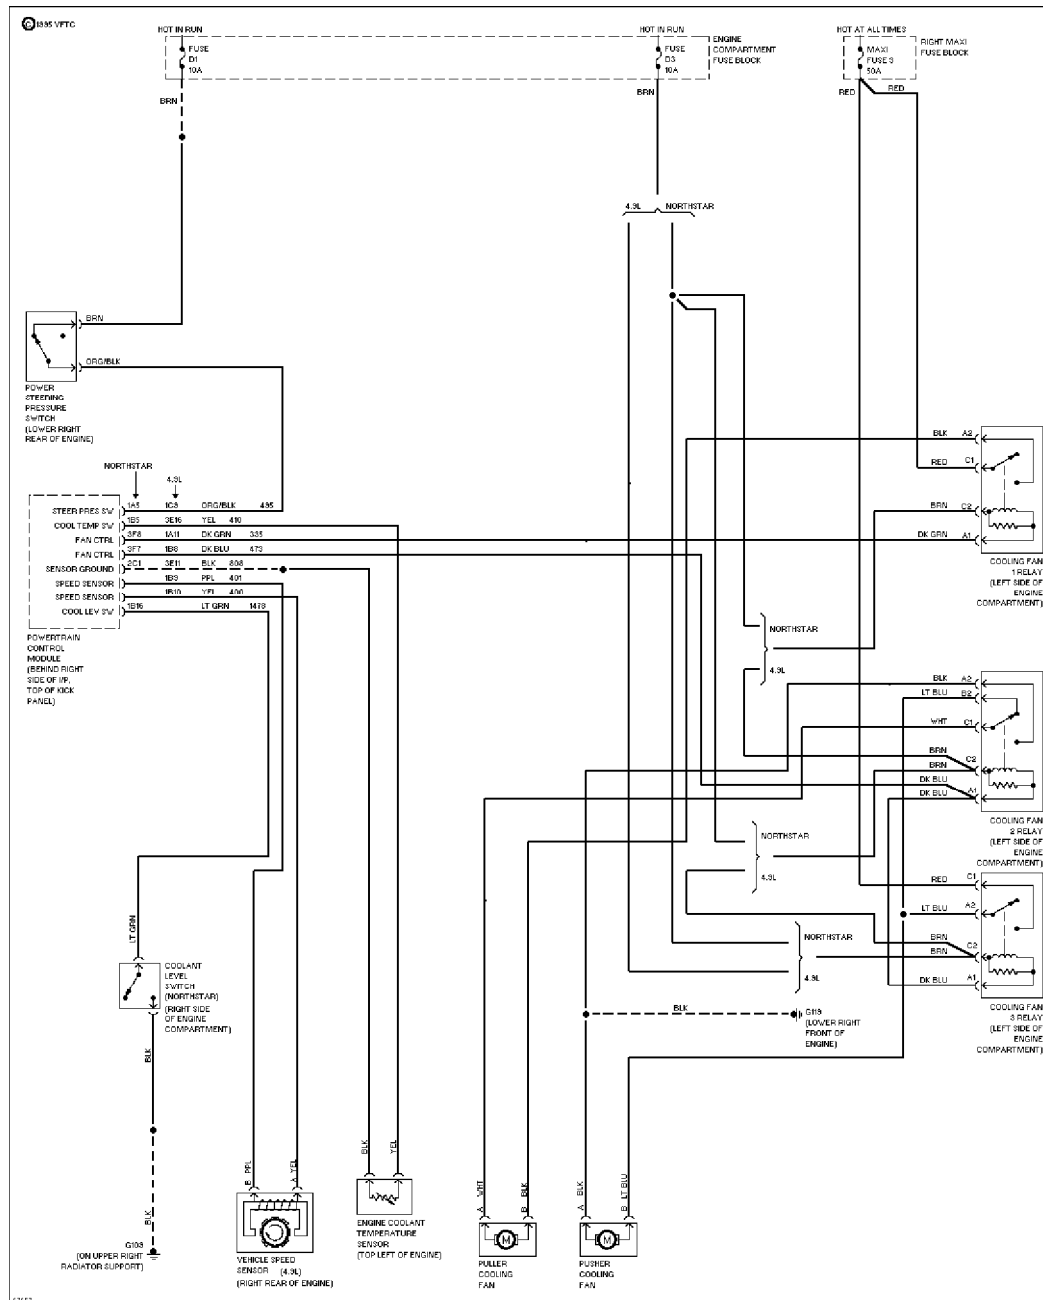 © 1995 VFTC
HOT IN RUN
HOT IN RUN
HOT AT ALL TIMES
FUSE
D1
10A
FUSE
D3
10A
ENGINE
COMPARTMENT
FUSE BLOCK
MAXI
FUSE 3
50A
RIGHT MAXI
FUSE BLOCK
BRN
BRN
RED
RED
4.9L
NORTHSTAR
BRN
ORG/BLK
POWER
STEEDING
PRESSURE
SWITCH
(LOWER RIGHT
REAR OF ENGINE)
NORTHSTAR
4.9L
STEER PRES SW 1A5 1C3 ORG/BLK 495
COOL TEMP SW 1B5 3E16 YEL 410
FAN CTRL 3F8 1A11 DK GRN 335
FAN CTRL 3F7 1B8 DK BLU 473
SENSOR GROUND 2C1 3E11 BLK 808
SPEED SENSOR 1B9 PPL 401
SPEED SENSOR 1B10 YEL 400
COOL LEV SW 1B16 LT GRN 1478
POWERTRAIN
CONTROL
MODULE
(BEHIND RIGHT
SIDE OF I/P,
TOP OF KICK
PANEL)
BLK A2
RED C1
BRN C2
DK GRN A1
COOLING FAN
1 RELAY
(LEFT SIDE OF
ENGINE
COMPARTMENT)
NORTHSTAR
4.9L
BLK A2
LT BLU B2
WHT C1
BRN
BRN C2
DK BLU
DK BLU A1
COOLING FAN
2 RELAY
(LEFT SIDE OF
ENGINE
COMPARTMENT)
NORTHSTAR
4.9L
RED C1
LT BLU A2
BRN
BRN C2
DK BLU A1
COOLING FAN
3 RELAY
(LEFT SIDE OF
ENGINE
COMPARTMENT)
NORTHSTAR
4.9L
BLK
G119
(LOWER RIGHT
FRONT OF
ENGINE)
LT GRN
COOLANT
LEVEL
SWITCH
(NORTHSTAR)
(RIGHT SIDE
OF ENGINE
COMPARTMENT)
BLK
BLK
G103
(ON UPPER RIGHT
RADIATOR SUPPORT)
B PPL
A YEL
VEHICLE SPEED
SENSOR (4.9L)
(RIGHT REAR OF ENGINE)
BLK
YEL
ENGINE COOLANT
TEMPERATURE
SENSOR
(TOP LEFT OF ENGINE)
A WHT
B BLK
M
PULLER
COOLING
FAN
A BLK
B LT BLU
M
PUSHER
COOLING
FAN